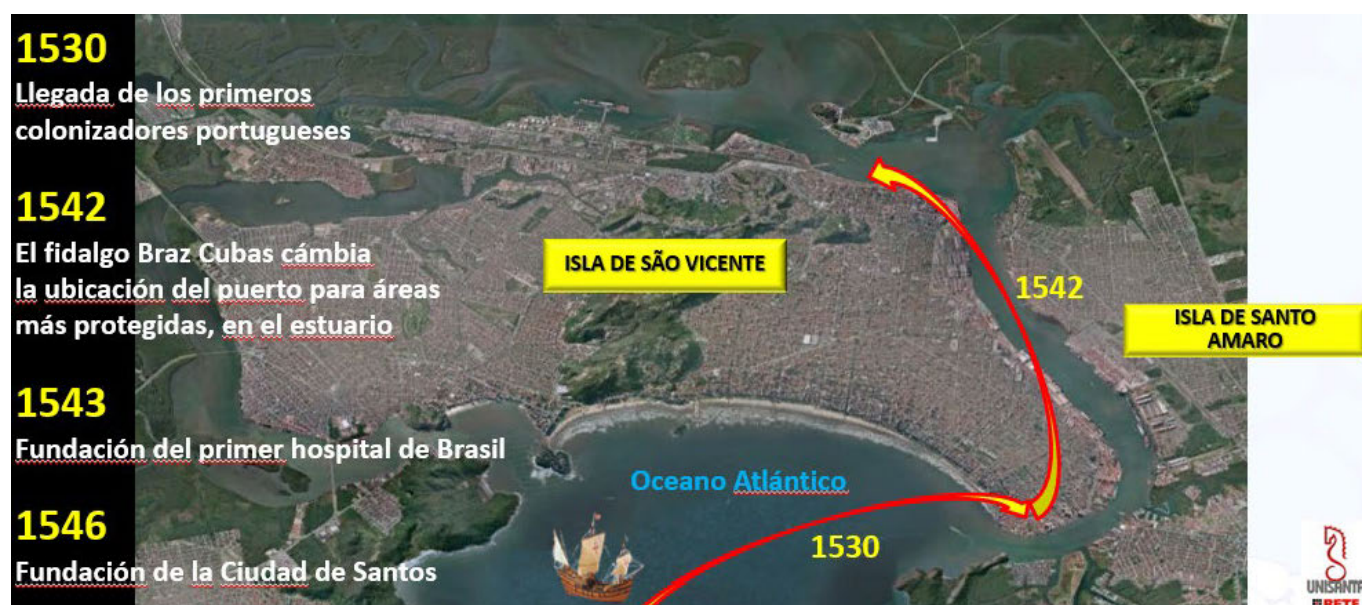 1530
Llegada de los primeros
colonizadores portugueses
1542
El fidalgo Braz Cubas cámbia
la ubicación del puerto para áreas
más protegidas, en el estuario
1543
Fundación del primer hospital de Brasil
1546
Fundación de la Ciudad de Santos
ISLA DE SÃO VICENTE
1542
ISLA DE SANTO
AMARO
Oceano Atlántico
1530
UNISANTA